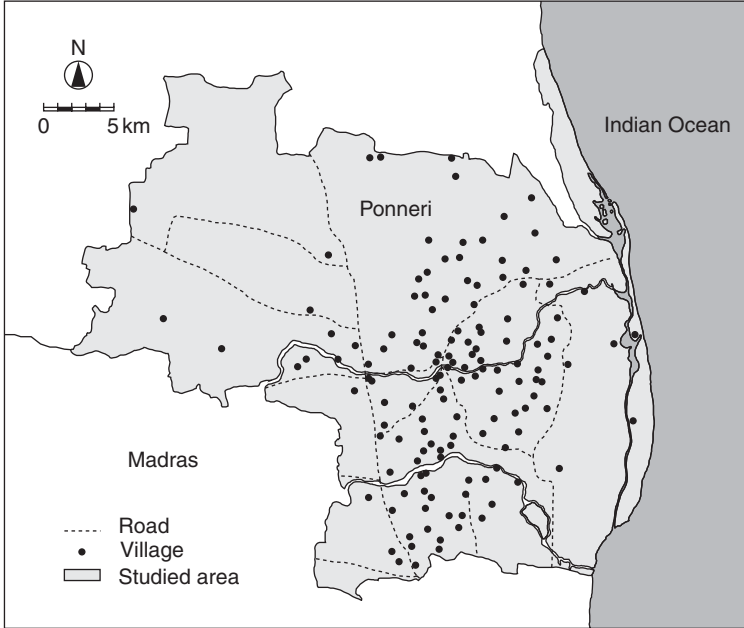 N
0 5 km
Indian Ocean
Ponneri
Madras
Road
Village
Studied area